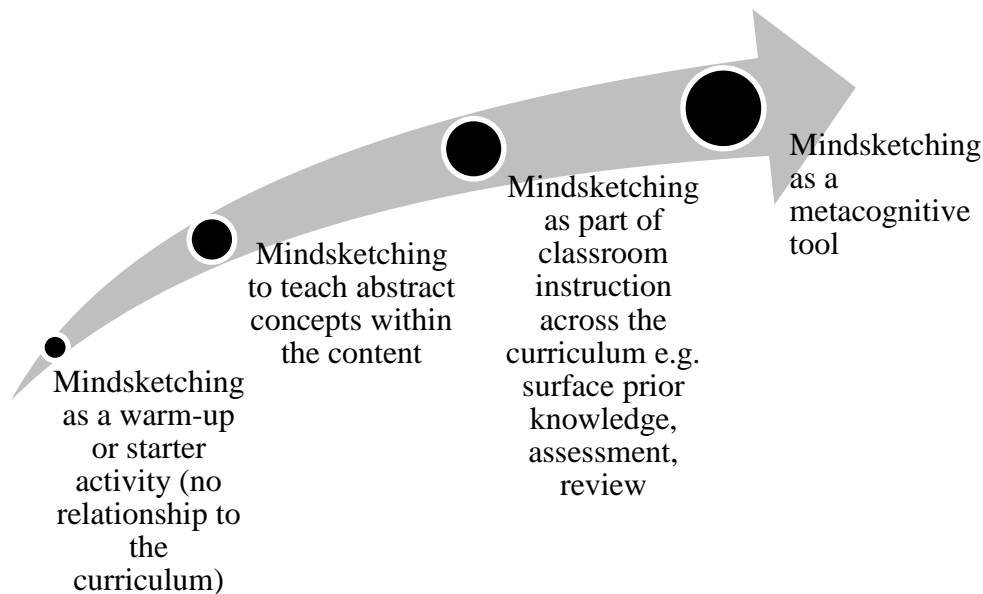 Mindsketching
as a warm-up
or starter
activity (no
relationship to
the
curriculum)
Mindsketching
to teach abstract
concepts within
the content
Mindsketching
as part of
classroom
instruction
across the
curriculum e.g.
surface prior
knowledge,
assessment,
review
Mindsketching
as a
metacognitive
tool